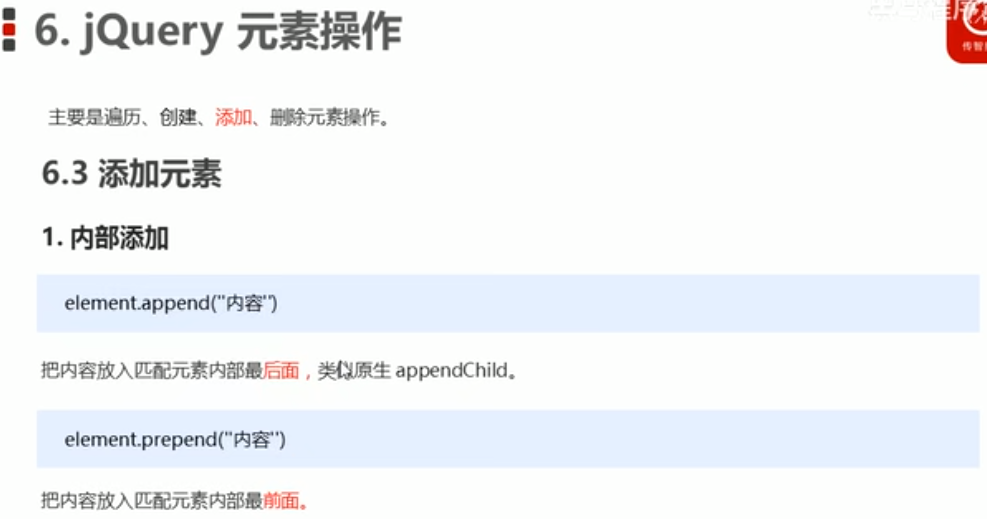 6. jQuery 元素操作
主要是遍历、创建、添加、删除元素操作。
6.3 添加元素
1. 内部添加
element.append("内容")
把内容放入匹配元素内部最后面，类似原生 appendChild。
element.prepend("内容")
把内容放入匹配元素内部最前面。